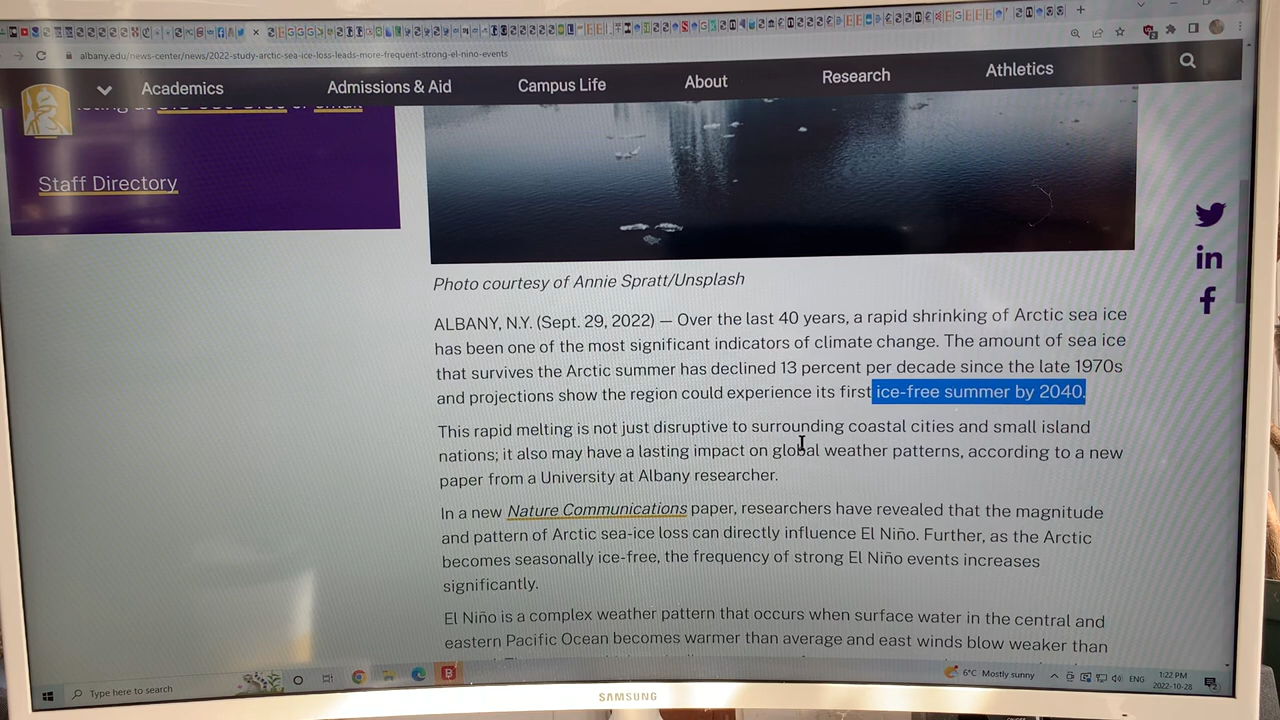 albany.edu/news-center/news/2022-study-arctic-sea-ice-loss-leads-more-frequent-strong-el-nino-events
Academics Admissions & Aid Campus Life About Research Athletics
Staff Directory
Photo courtesy of Annie Spratt/Unsplash
ALBANY, N.Y. (Sept. 29, 2022) — Over the last 40 years, a rapid shrinking of Arctic sea ice
has been one of the most significant indicators of climate change. The amount of sea ice
that survives the Arctic summer has declined 13 percent per decade since the late 1970s
and projections show the region could experience its first ice-free summer by 2040.
This rapid melting is not just disruptive to surrounding coastal cities and small island
nations; it also may have a lasting impact on global weather patterns, according to a new
paper from a University at Albany researcher.
In a new Nature Communications paper, researchers have revealed that the magnitude
and pattern of Arctic sea-ice loss can directly influence El Niño. Further, as the Arctic
becomes seasonally ice-free, the frequency of strong El Niño events increases
significantly.
El Niño is a complex weather pattern that occurs when surface water in the central and
eastern Pacific Ocean becomes warmer than average and east winds blow weaker than
Type here to search
6°C Mostly sunny
ENG
1:22 PM
2022-10-28
SAMSUNG